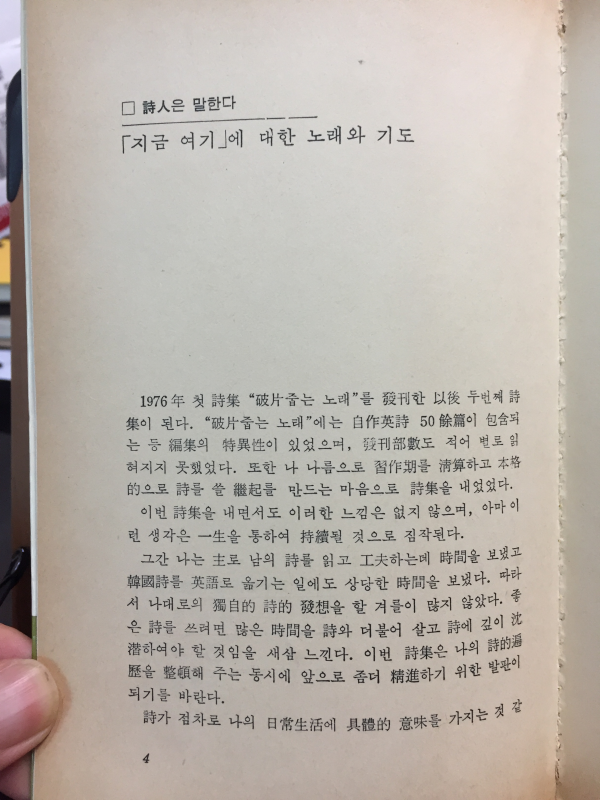 □ 詩人은 말한다
「지금 여기」에 대한 노래와 기도
1976年 첫 詩集 “破片줍는 노래”를 發刊한 以後 두번째 詩
集이 된다. “破片줍는 노래”에는 自作英詩 50餘篇이 包含되
는 등 編集의 特異性이 있었으며, 發刊部數도 적어 별로 읽
혀지지 못했었다. 또한 나 나름으로 習作期를 淸算하고 本格
的으로 詩를 쓸 繼起를 만드는 마음으로 詩集을 내었었다.
이번 詩集을 내면서도 이러한 느낌은 없지 않으며, 아마 이
런 생각은 一生을 통하여 持續될 것으로 짐작된다.
그간 나는 主로 남의 詩를 읽고 工夫하는데 時間을 보냈고
韓國詩를 英語로 옮기는 일에도 상당한 時間을 보냈다. 따라
서 나대로의 獨自的 詩的 發想을 할 겨를이 많지 않았다. 좋
은 詩를 쓰려면 많은 時間을 詩와 더불어 살고 詩에 깊이 沈
潜하여야 할 것임을 새삼 느낀다. 이번 詩集은 나의 詩的遍
歷을 整頓해 주는 동시에 앞으로 좀더 精進하기 위한 발판이
되기를 바란다.
詩가 점차로 나의 日常生活에 具體的 意味를 가지는 것 같
4